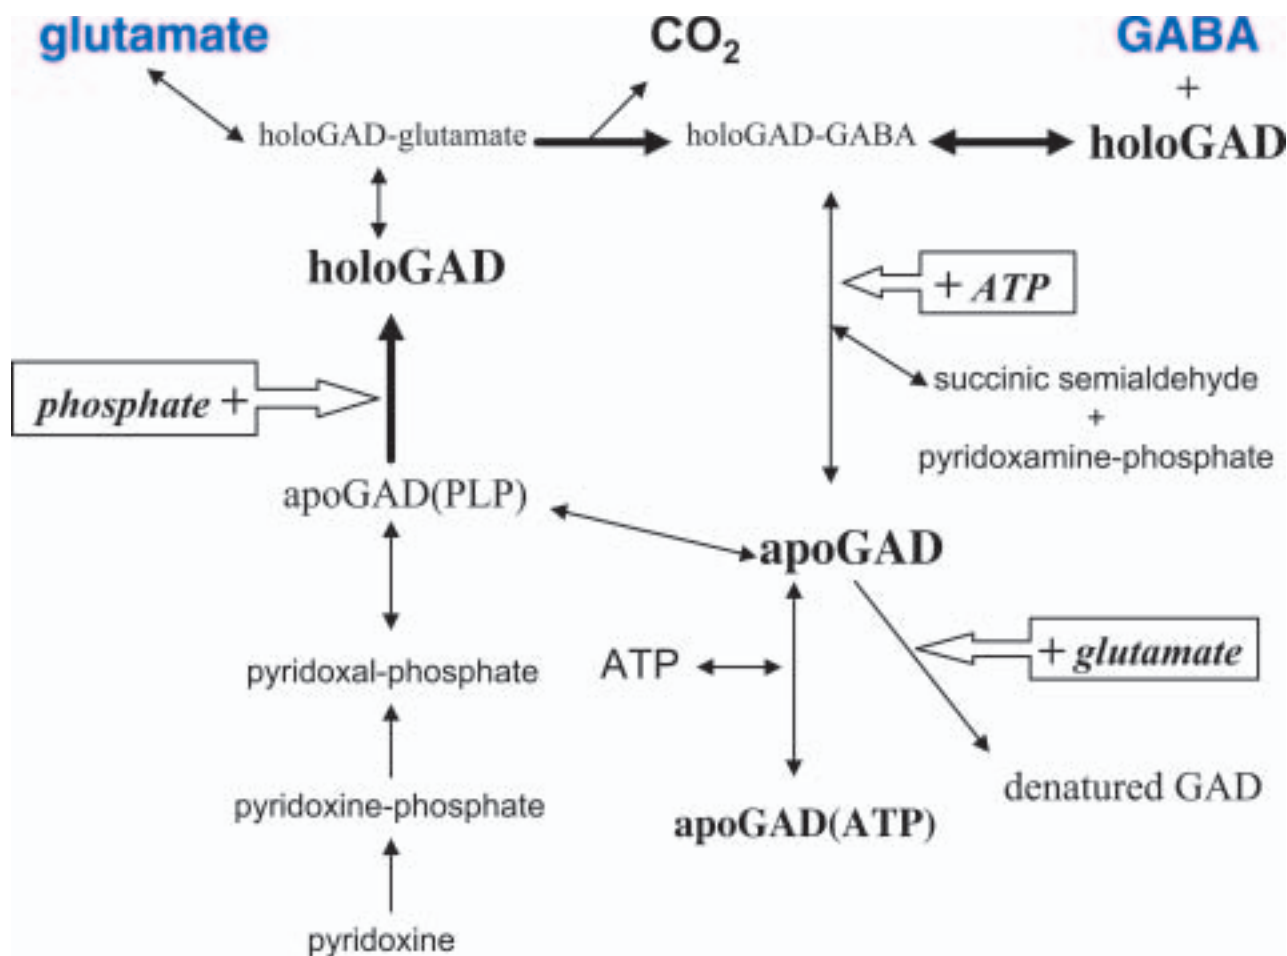 glutamate
CO2
GABA
+
holoGAD-glutamate
holoGAD-GABA
holoGAD
holoGAD
+ ATP
succinic semialdehyde
+
pyridoxamine-phosphate
phosphate +
apoGAD(PLP)
apoGAD
+ glutamate
pyridoxal-phosphate
ATP
denatured GAD
pyridoxine-phosphate
apoGAD(ATP)
pyridoxine